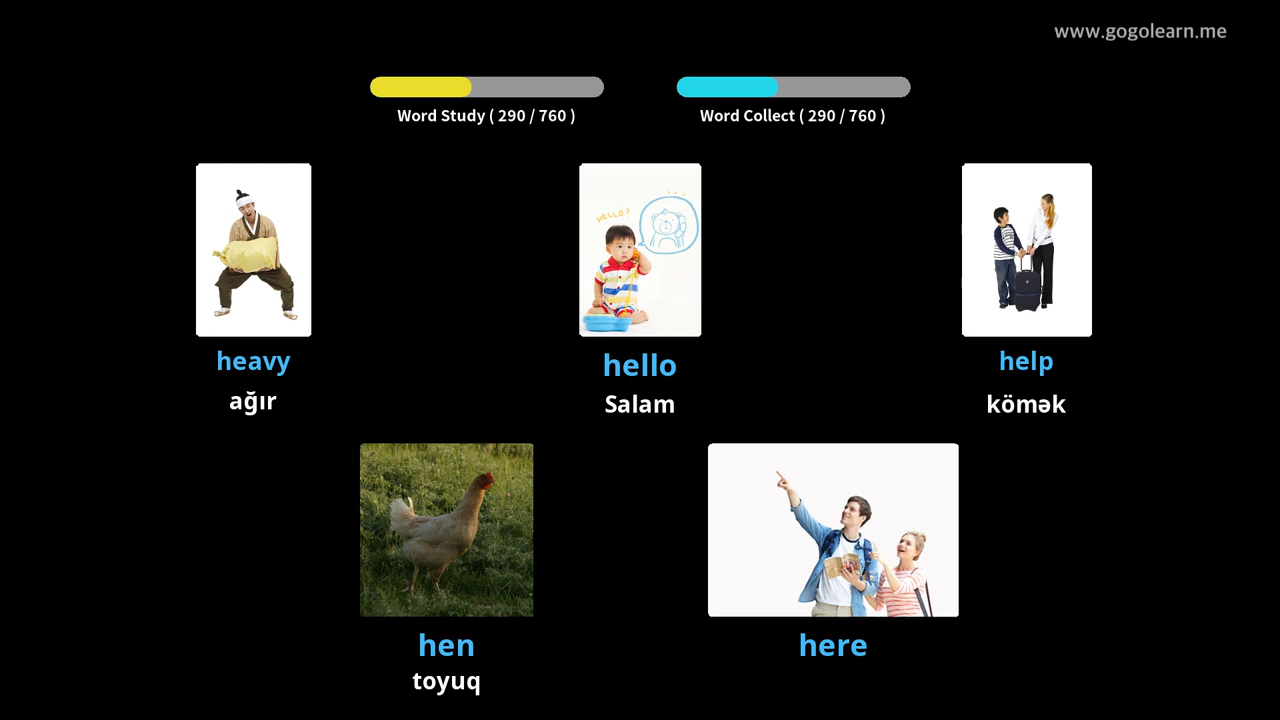 www.gogolearn.me
Word Study ( 290 / 760 )
Word Collect ( 290 / 760 )
HELLO?
heavy
hello
help
ağır
Salam
kömək
hen
here
toyuq